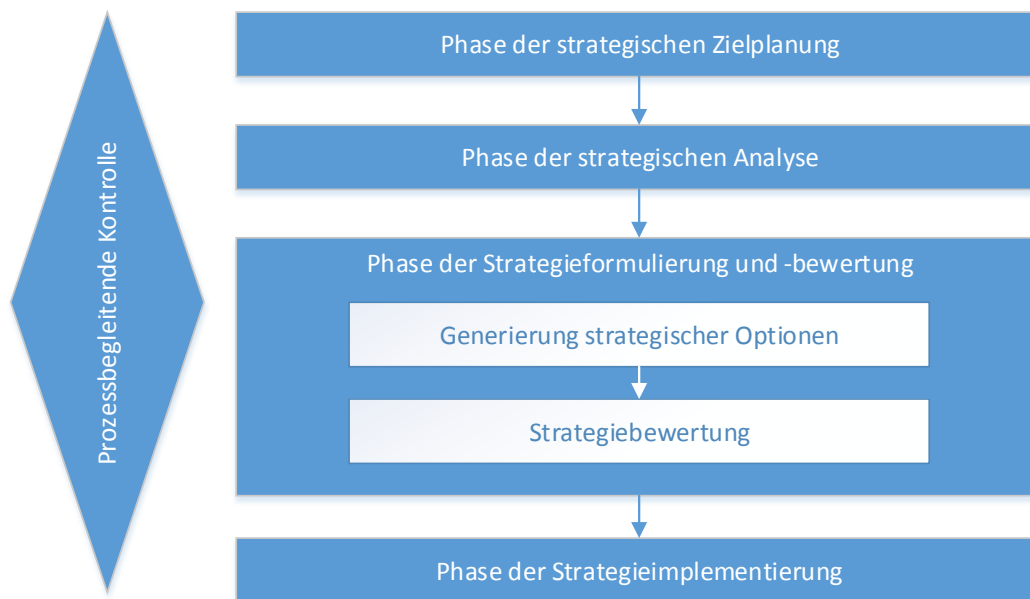 Prozessbegleitende Kontrolle
Phase der strategischen Zielplanung
Phase der strategischen Analyse
Phase der Strategieformulierung und -bewertung
Generierung strategischer Optionen
Strategiebewertung
Phase der Strategieimplementierung